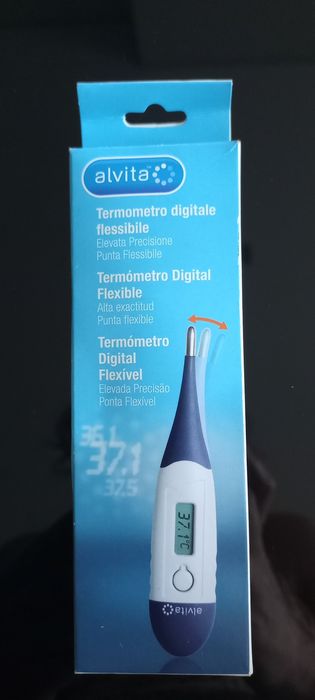 alvita
Termometro digitale
flessibile
Elevata Precisione
Punta Flessibile
Termómetro Digital
Flexible
Alta exactitud
Punta flexible
Termómetro
Digital
Flexível
Elevada Precisão
Ponta Flexível
36.1
37.1
37.5
37.1°C
alvita